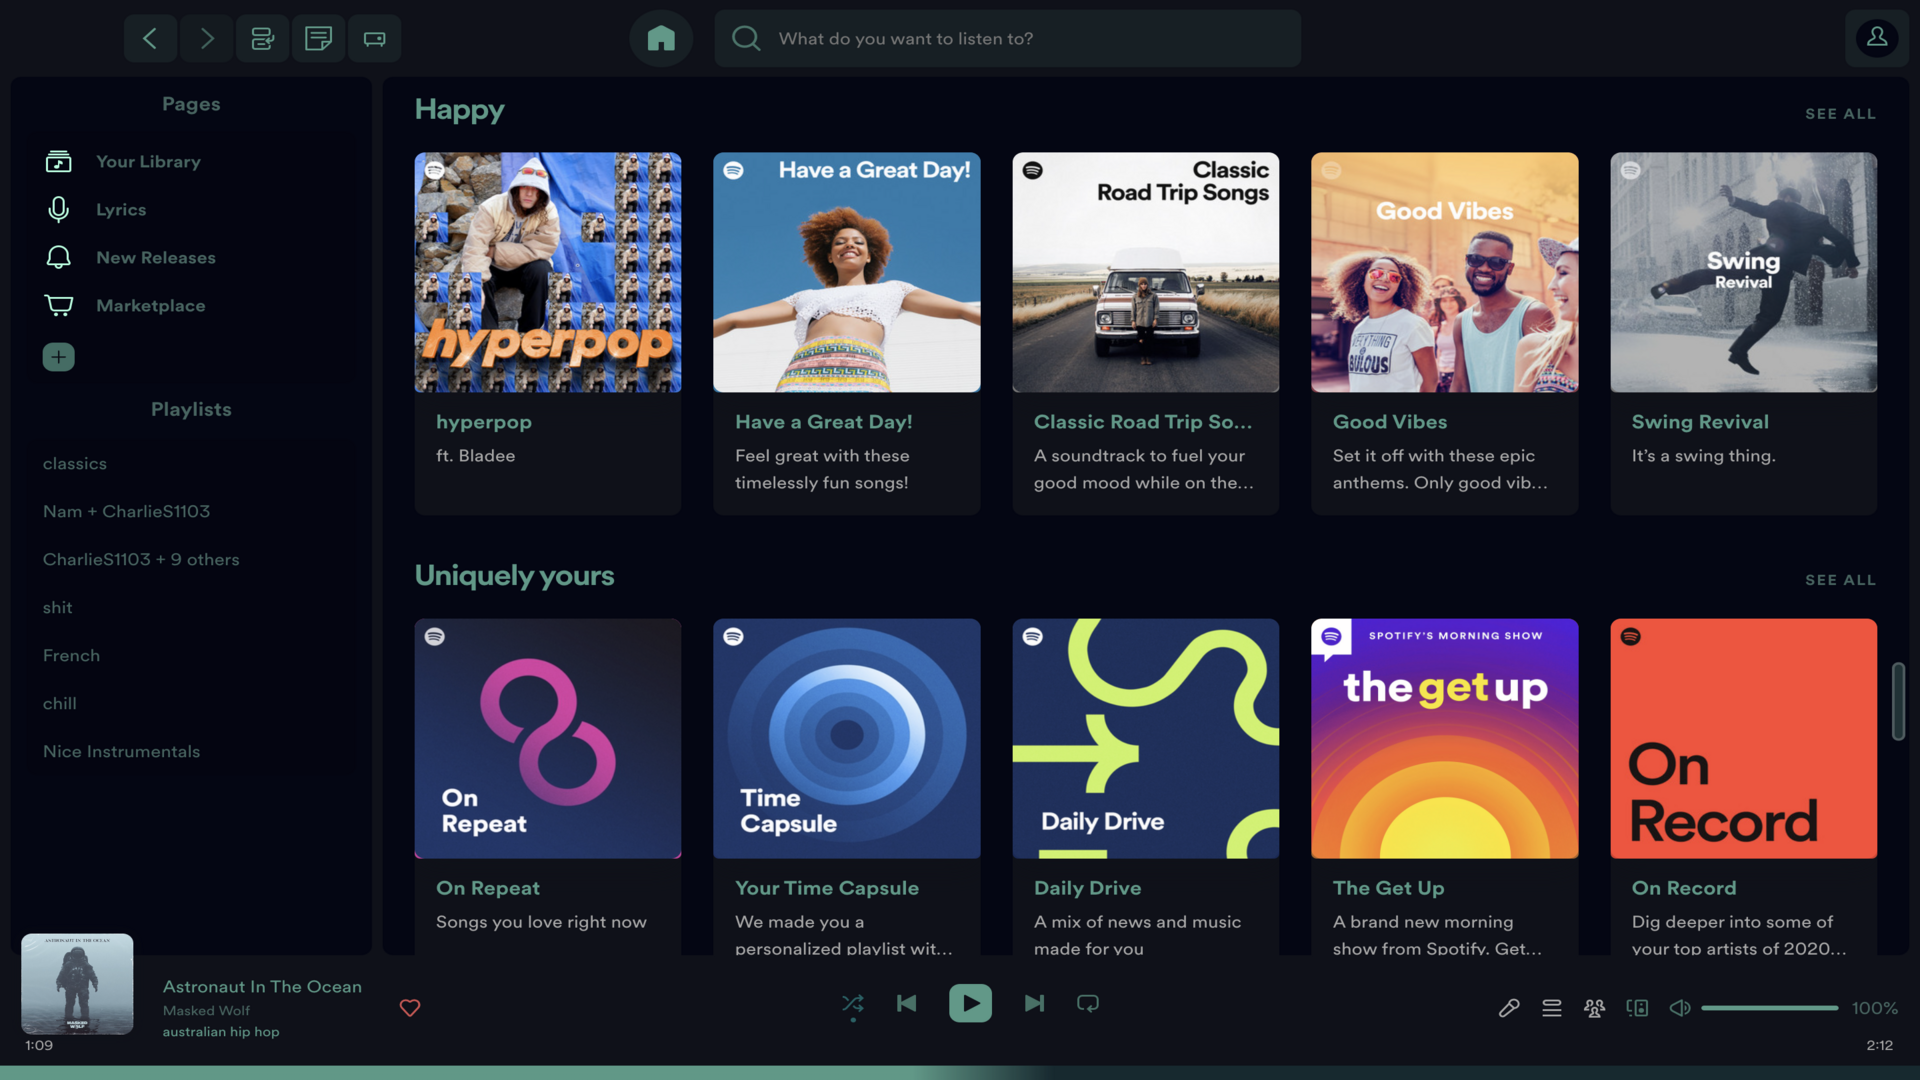 What do you want to listen to?
Pages
Your Library
Lyrics
New Releases
Marketplace
Playlists
classics
Nam + CharlieS1103
CharlieS1103 + 9 others
shit
French
chill
Nice Instrumentals
Happy
SEE ALL
hyperpop
hyperpop
ft. Bladee
Have a Great Day!
Have a Great Day!
Feel great with these
timelessly fun songs!
Classic
Road Trip Songs
Classic Road Trip So...
A soundtrack to fuel your
good mood while on the...
Good Vibes
EVERYTHING
BULOUS
Good Vibes
Set it off with these epic
anthems. Only good vib...
Swing
Revival
Swing Revival
It's a swing thing.
Uniquely yours
SEE ALL
On
Repeat
On Repeat
Songs you love right now
Time
Capsule
Your Time Capsule
We made you a
personalized playlist wit...
Daily Drive
Daily Drive
A mix of news and music
made for you
SPOTIFY'S MORNING SHOW
the get up
The Get Up
A brand new morning
show from Spotify. Get...
On
Record
On Record
Dig deeper into some of
your top artists of 2020...
ASTRONAUT IN THE OCEAN
MASKED
WOLF
Astronaut In The Ocean
Masked Wolf
australian hip hop
1:09
100%
2:12